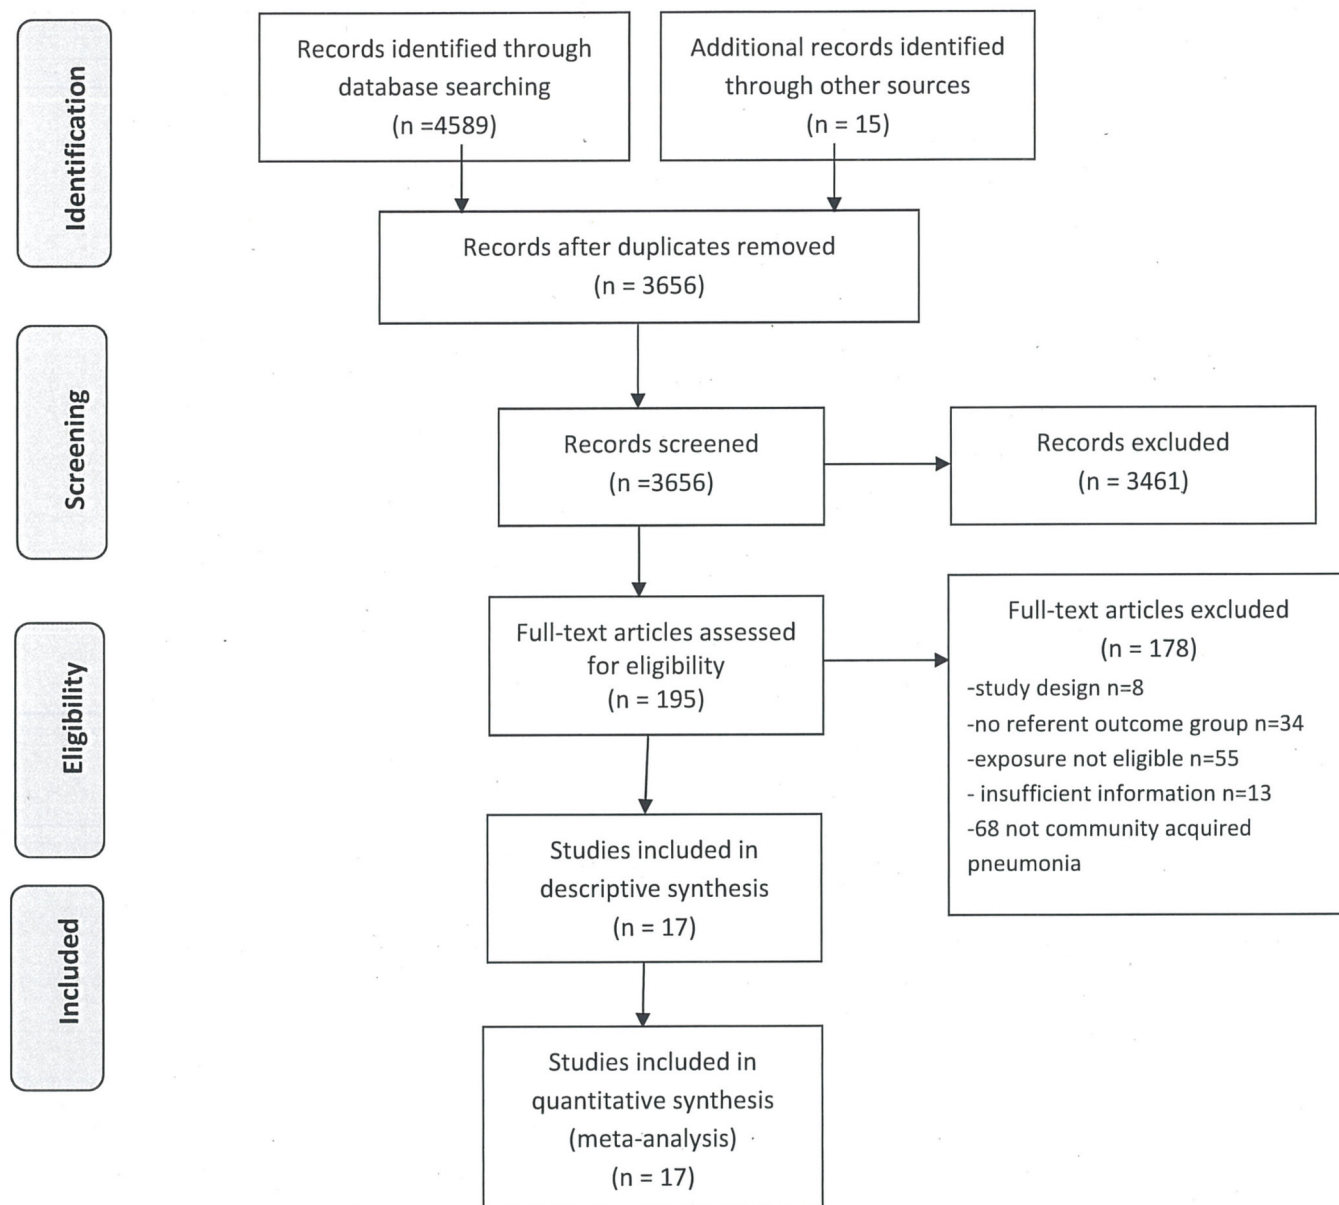 Identification
Records identified through
database searching
(n =4589)
Additional records identified
through other sources
(n = 15)
Records after duplicates removed
(n = 3656)
Screening
Records screened
(n =3656)
Records excluded
(n = 3461)
Eligibility
Full-text articles assessed
for eligibility
(n = 195)
Full-text articles excluded
(n = 178)
-study design n=8
-no referent outcome group n=34
-exposure not eligible n=55
- insufficient information n=13
-68 not community acquired
pneumonia
Included
Studies included in
descriptive synthesis
(n = 17)
Studies included in
quantitative synthesis
(meta-analysis)
(n = 17)